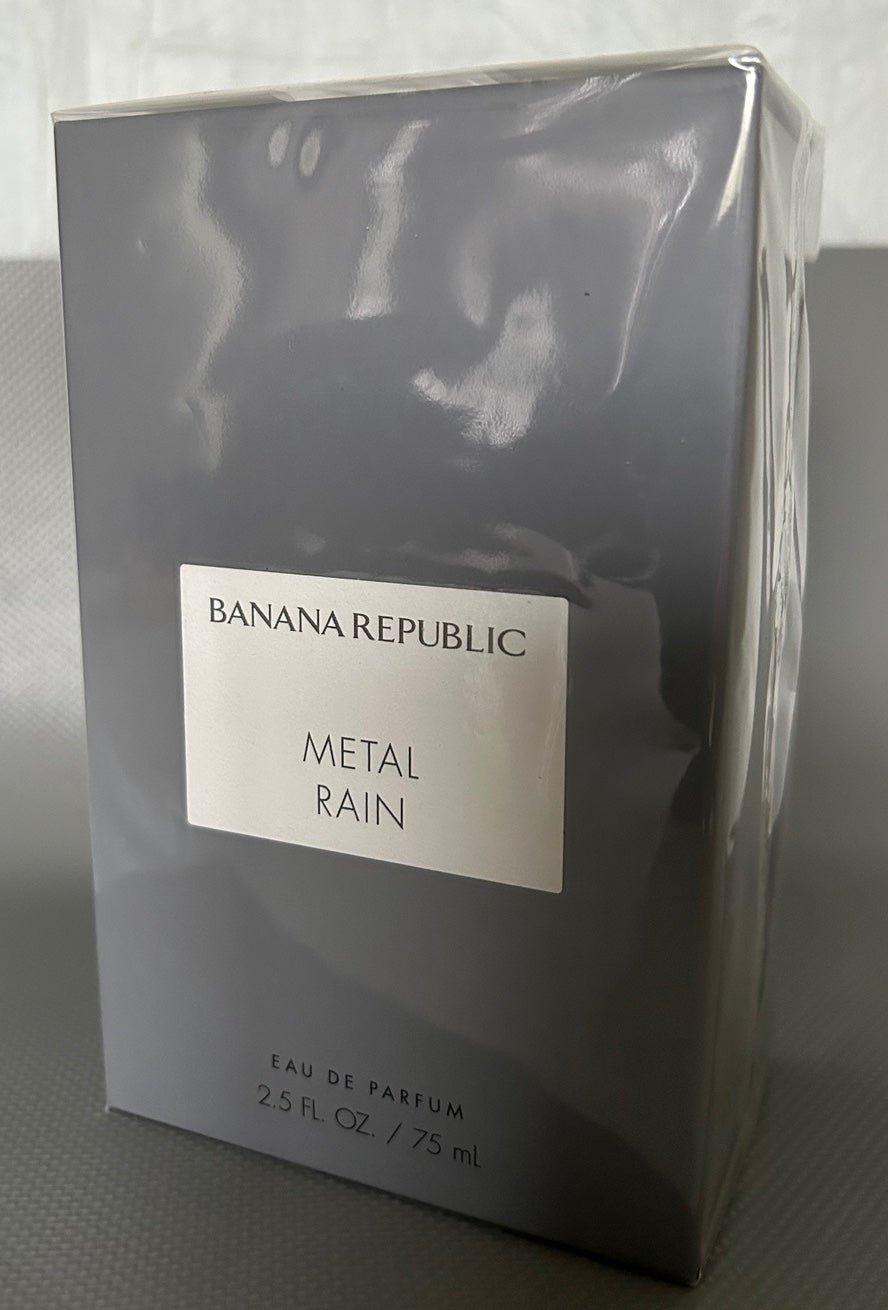 BANANA REPUBLIC
METAL
RAIN
EAU DE PARFUM
2.5 FL. OZ. / 75 mL